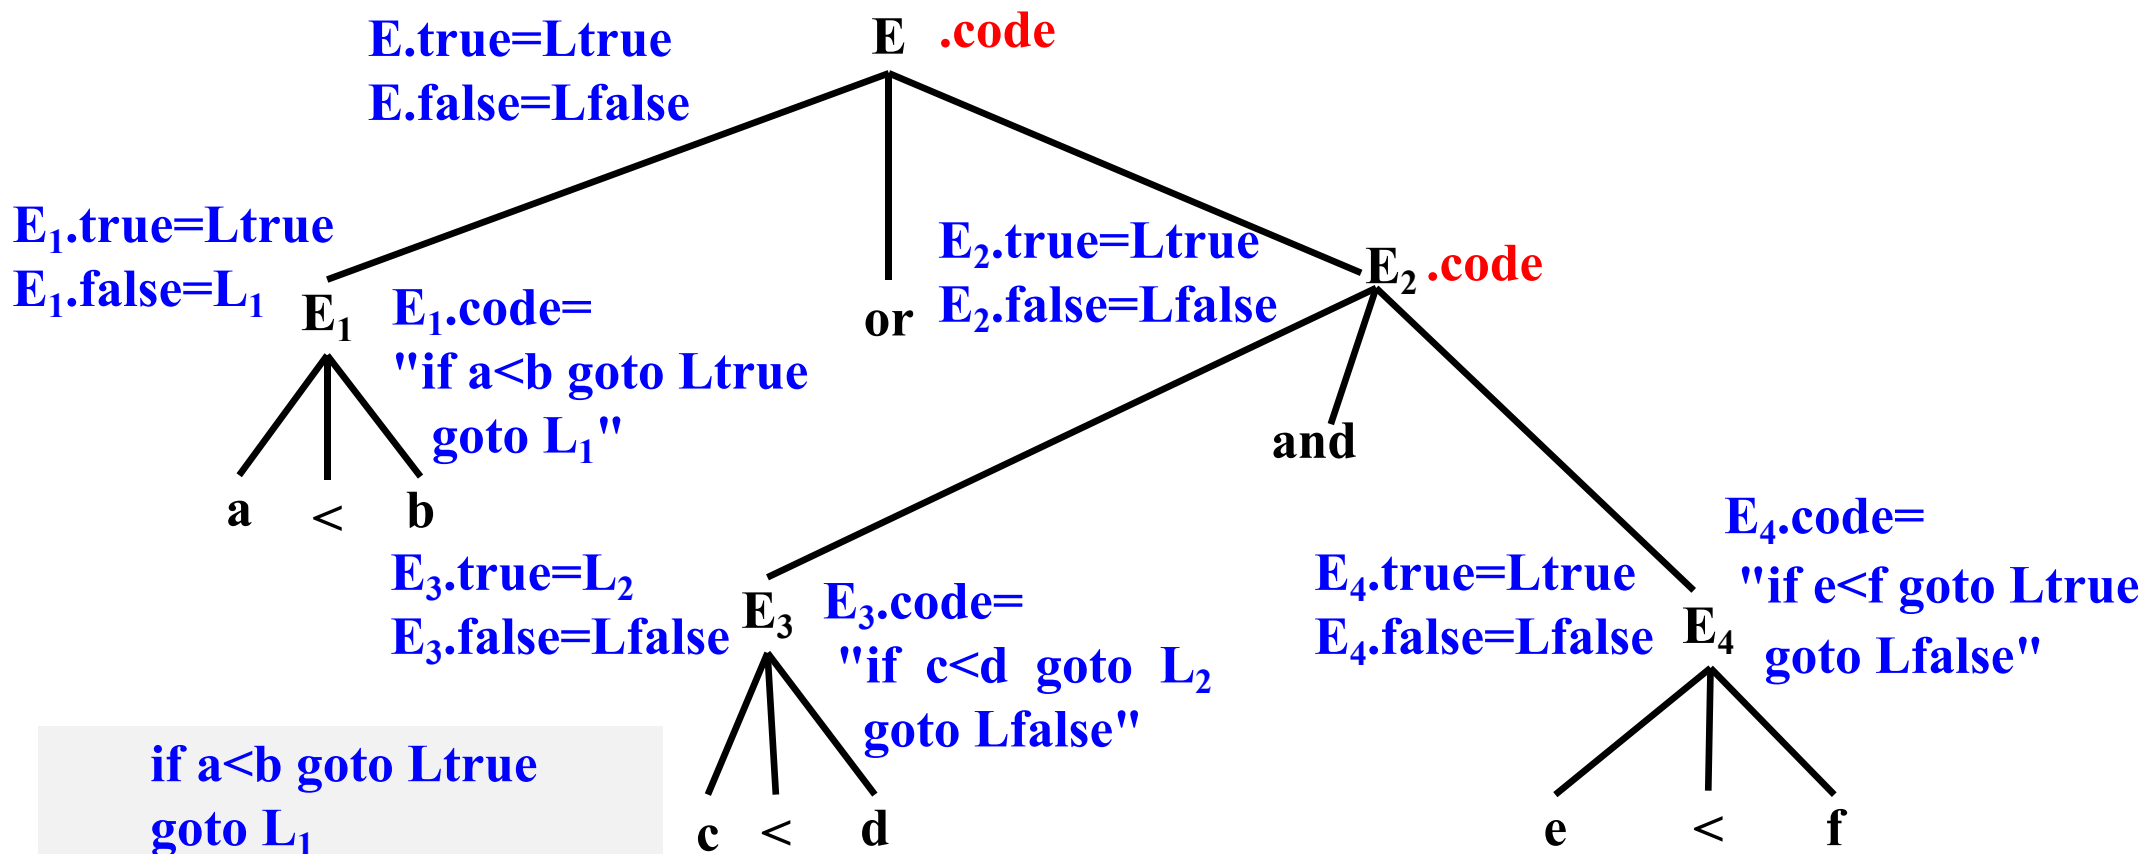 E.true=Ltrue
E.false=Lfalse
E .code
E₁.true=Ltrue
E₁.false=L₁
E₁
E₁.code=
"if a<b goto Ltrue
goto L₁"
or
E₂.true=Ltrue
E₂.false=Lfalse
E₂ .code
and
a < b
E₃.true=L₂
E₃.false=Lfalse
E₃
E₃.code=
"if c<d goto L₂
goto Lfalse"
E₄.true=Ltrue
E₄.false=Lfalse
E₄
E₄.code=
"if e<f goto Ltrue
goto Lfalse"
c < d
e < f
if a<b goto Ltrue
goto L₁